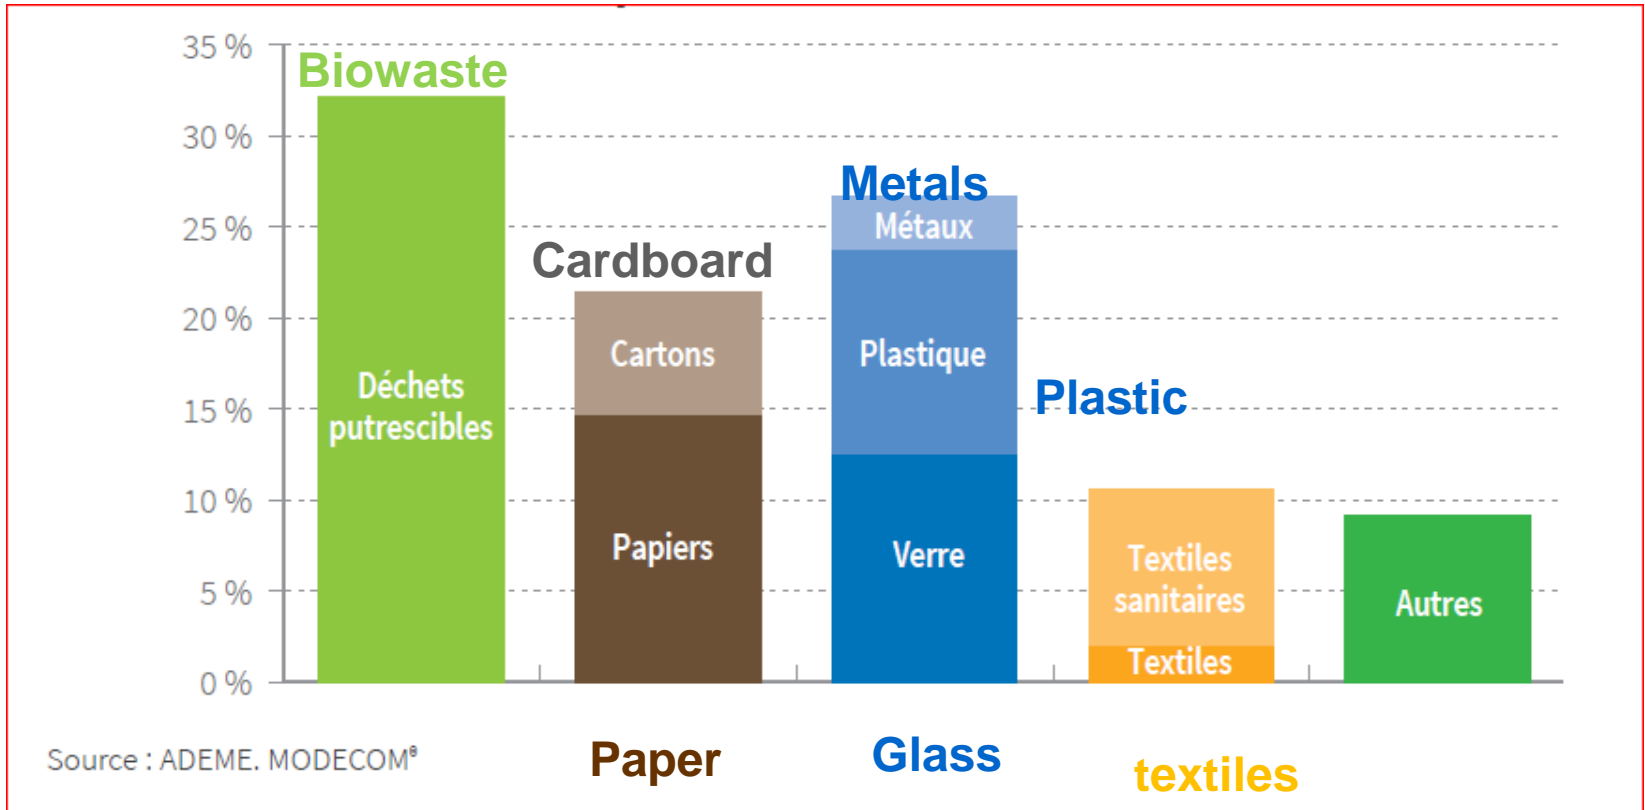 35 %
Biowaste
30 %
Metals
25 %
Métaux
Cardboard
20 %
Cartons
Plastique
Déchets
putrescibles
15 %
Plastic
10 %
Papiers
Verre
Textiles
sanitaires
5 %
Autres
Textiles
0 %
Source : ADEME. MODECOM®
Paper
Glass
textiles